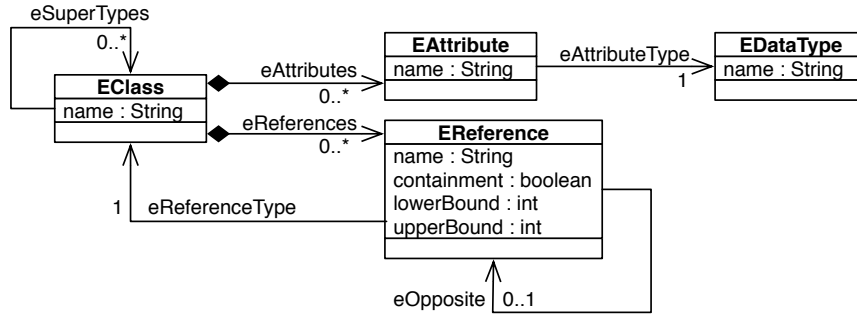 eSuperTypes
0..*
EClass
name : String
eAttributes
0..*
EAttribute
name : String
eAttributeType
1
EDataType
name : String
eReferences
0..*
EReference
name : String
containment : boolean
lowerBound : int
upperBound : int
1
eReferenceType
eOpposite
0..1